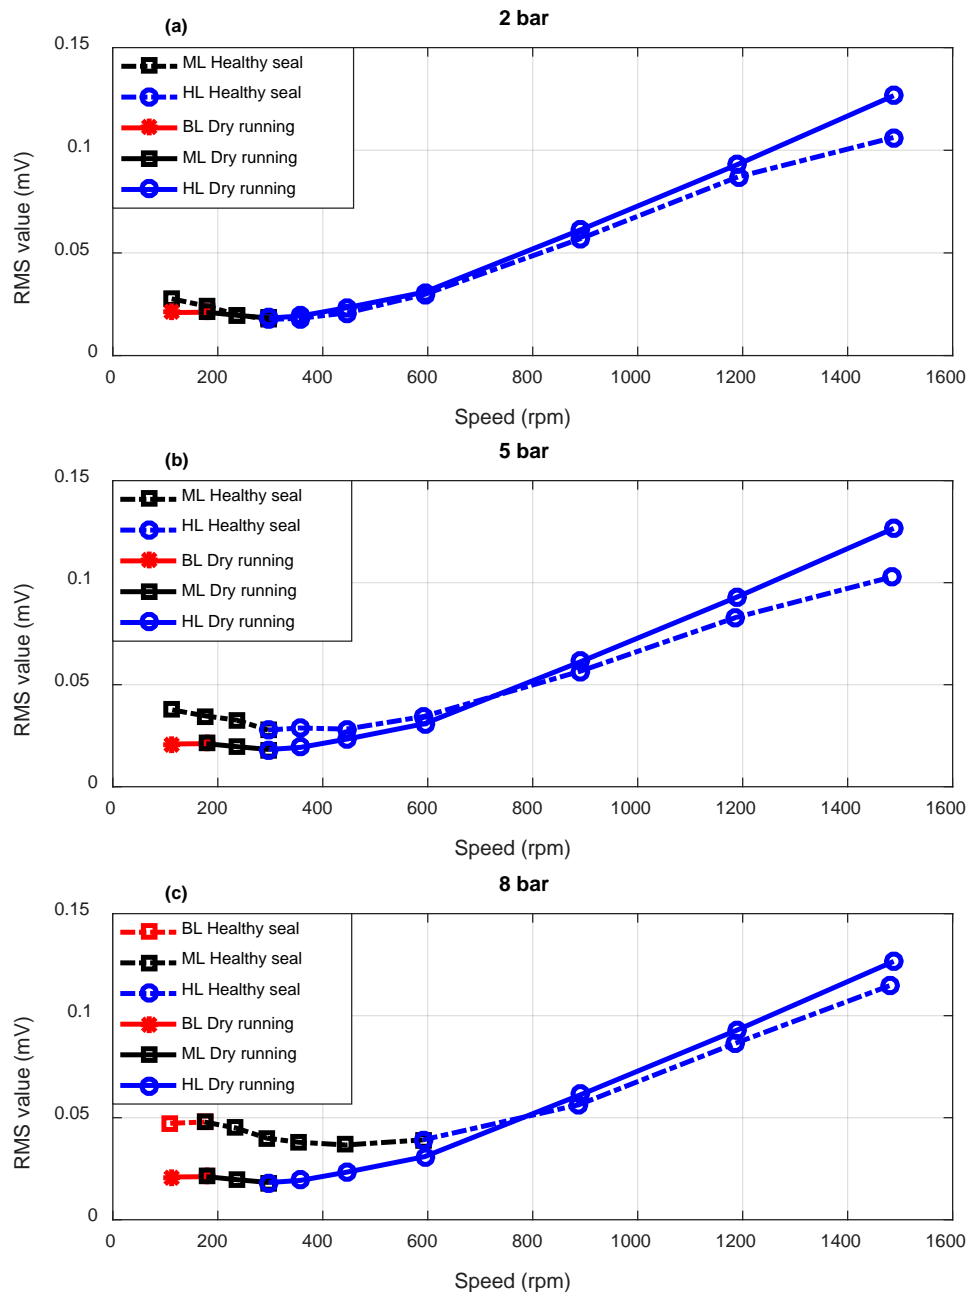 (a)
2 bar
0.15
0.1
0.05
0
RMS value (mV)
ML Healthy seal
HL Healthy seal
BL Dry running
ML Dry running
HL Dry running
0 200 400 600 800 1000 1200 1400 1600
Speed (rpm)
(b)
5 bar
0.15
0.1
0.05
0
RMS value (mV)
ML Healthy seal
HL Healthy seal
BL Dry running
ML Dry running
HL Dry running
0 200 400 600 800 1000 1200 1400 1600
Speed (rpm)
(c)
8 bar
0.15
0.1
0.05
0
RMS value (mV)
BL Healthy seal
ML Healthy seal
HL Healthy seal
BL Dry running
ML Dry running
HL Dry running
0 200 400 600 800 1000 1200 1400 1600
Speed (rpm)